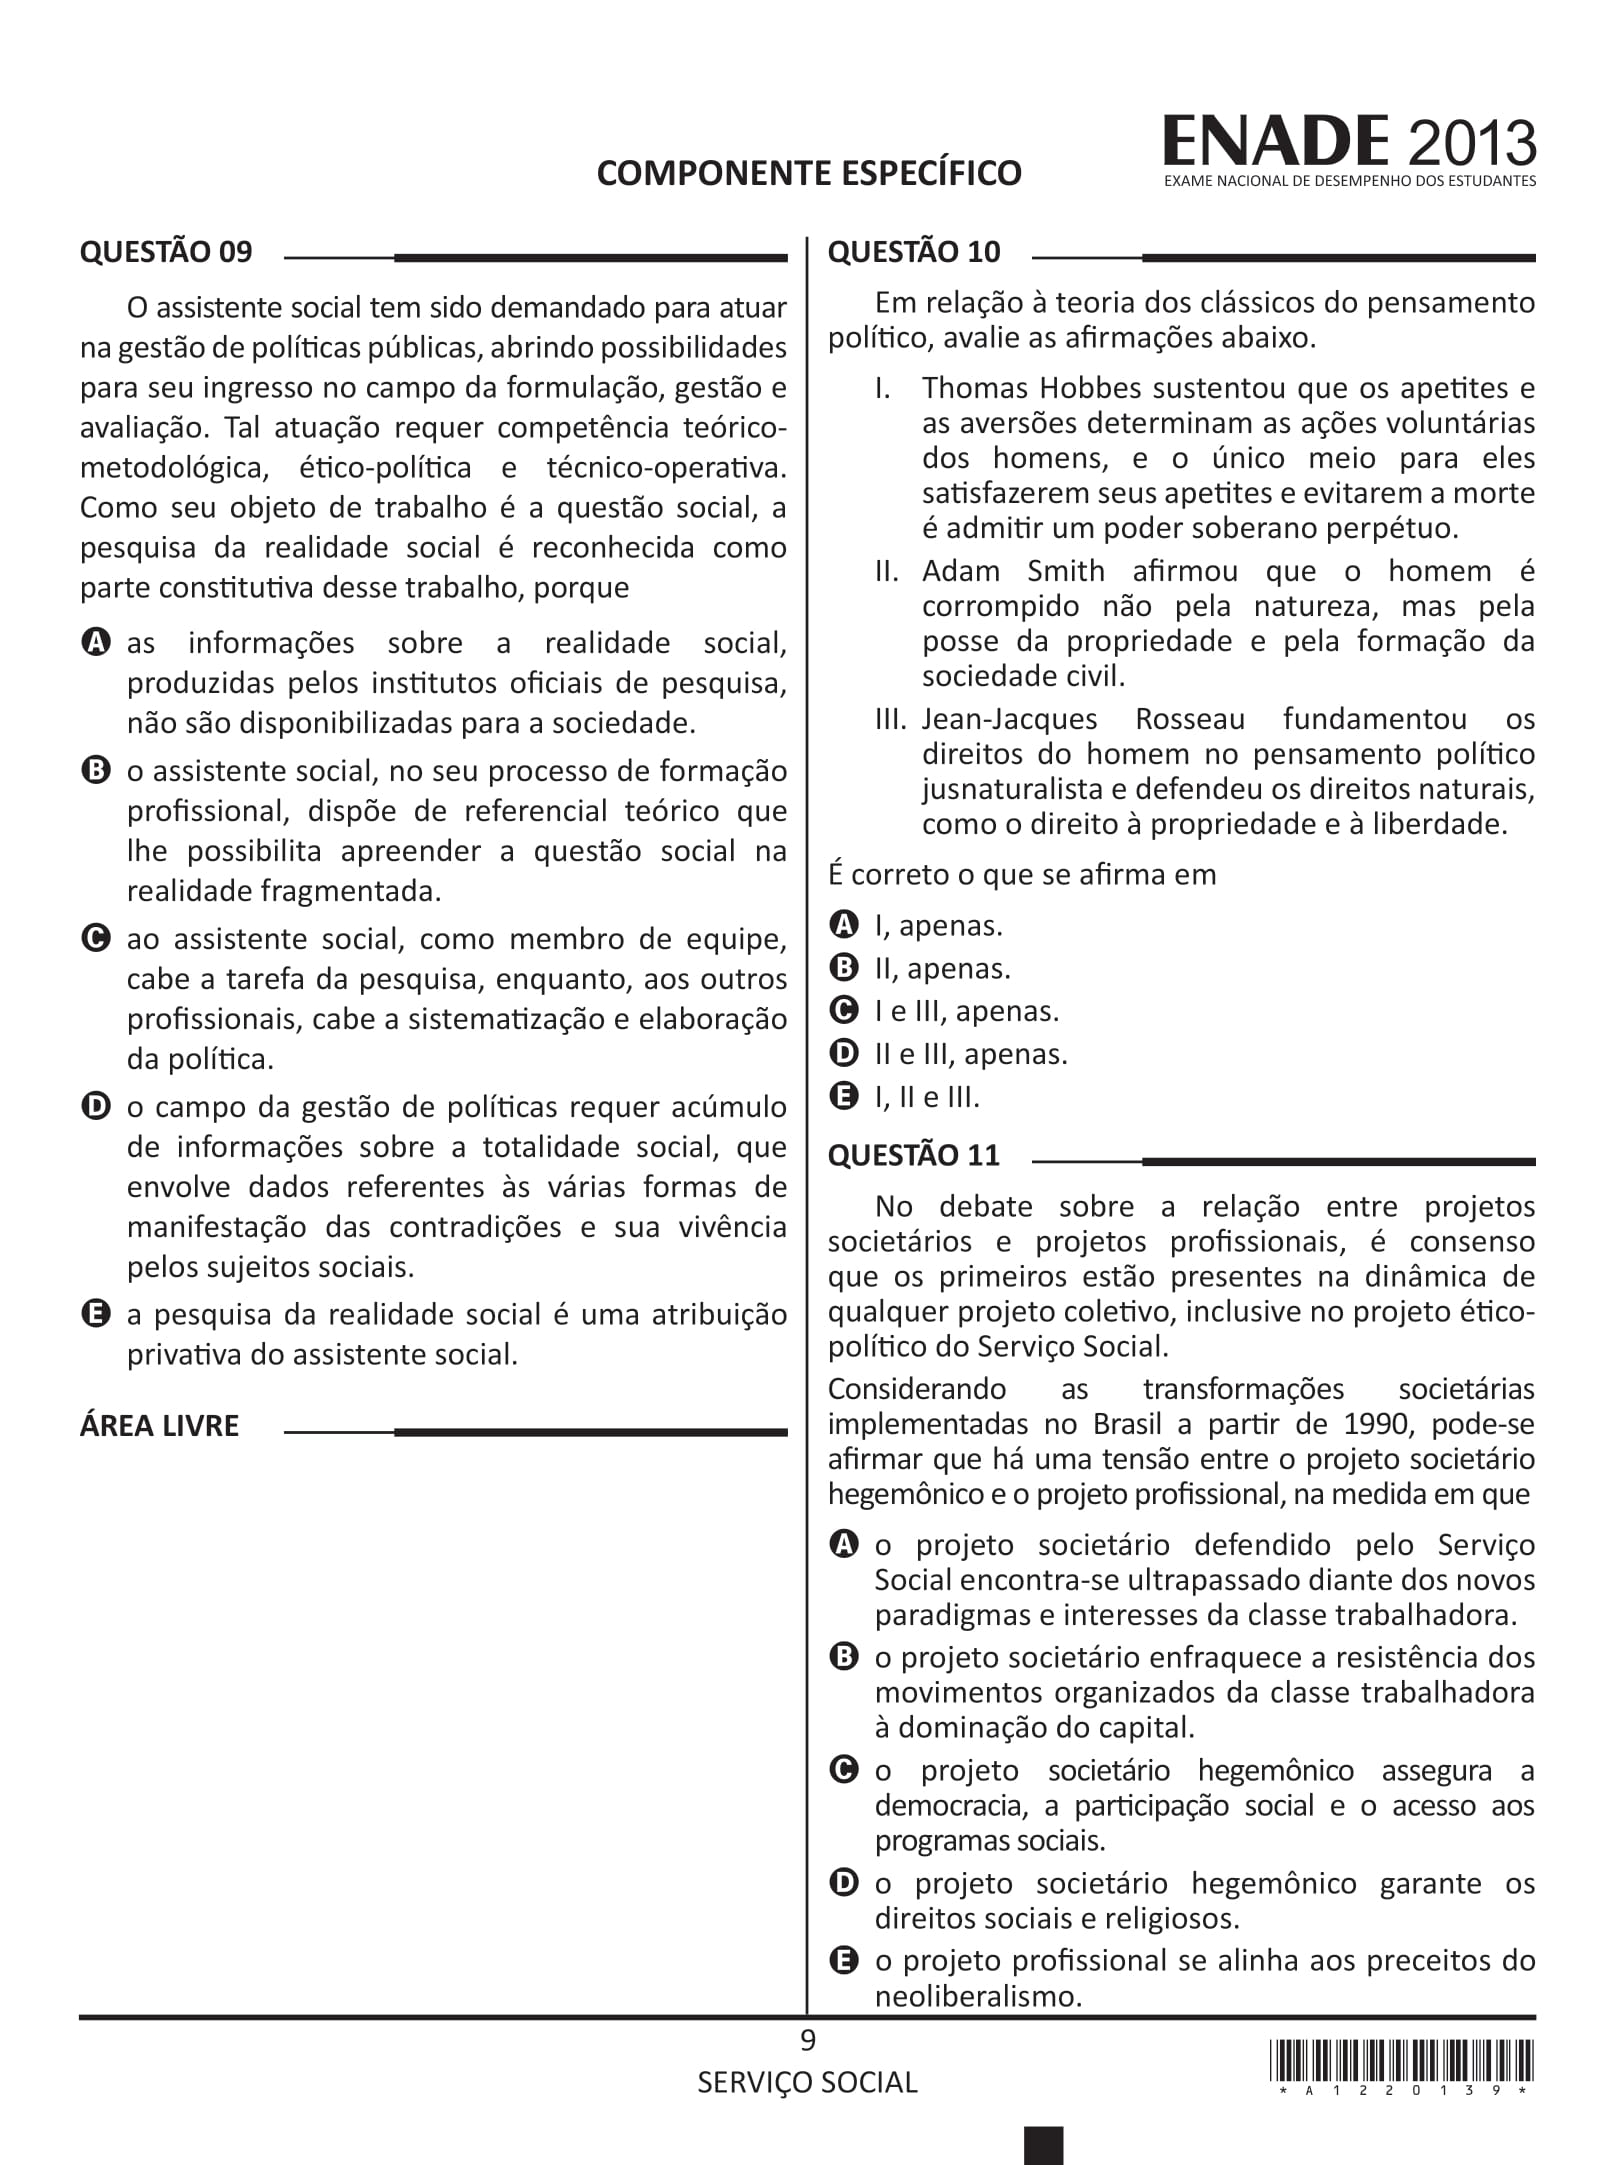 ENADE 2013
EXAME NACIONAL DE DESEMPENHO DOS ESTUDANTES
COMPONENTE ESPECÍFICO
QUESTÃO 09
O assistente social tem sido demandado para atuar
na gestão de políticas públicas, abrindo possibilidades
para seu ingresso no campo da formulação, gestão e
avaliação. Tal atuação requer competência teórico-
metodológica, ético-política e técnico-operativa.
Como seu objeto de trabalho é a questão social, a
pesquisa da realidade social é reconhecida como
parte constitutiva desse trabalho, porque
A as informações sobre a realidade social,
produzidas pelos institutos oficiais de pesquisa,
não são disponibilizadas para a sociedade.
B o assistente social, no seu processo de formação
profissional, dispõe de referencial teórico que
lhe possibilita apreender a questão social na
realidade fragmentada.
C ao assistente social, como membro de equipe,
cabe a tarefa da pesquisa, enquanto, aos outros
profissionais, cabe a sistematização e elaboração
da política.
D o campo da gestão de políticas requer acúmulo
de informações sobre a totalidade social, que
envolve dados referentes às várias formas de
manifestação das contradições e sua vivência
pelos sujeitos sociais.
E a pesquisa da realidade social é uma atribuição
privativa do assistente social.
ÁREA LIVRE
QUESTÃO 10
Em relação à teoria dos clássicos do pensamento
político, avalie as afirmações abaixo.
I. Thomas Hobbes sustentou que os apetites e
as aversões determinam as ações voluntárias
dos homens, e o único meio para eles
satisfazerem seus apetites e evitarem a morte
é admitir um poder soberano perpétuo.
II. Adam Smith afirmou que o homem é
corrompido não pela natureza, mas pela
posse da propriedade e pela formação da
sociedade civil.
III. Jean-Jacques Rosseau fundamentou os
direitos do homem no pensamento político
jusnaturalista e defendeu os direitos naturais,
como o direito à propriedade e à liberdade.
É correto o que se afirma em
A I, apenas.
B II, apenas.
C I e III, apenas.
D II e III, apenas.
E I, II e III.
QUESTÃO 11
No debate sobre a relação entre projetos
societários e projetos profissionais, é consenso
que os primeiros estão presentes na dinâmica de
qualquer projeto coletivo, inclusive no projeto ético-
político do Serviço Social.
Considerando as transformações societárias
implementadas no Brasil a partir de 1990, pode-se
afirmar que há uma tensão entre o projeto societário
hegemônico e o projeto profissional, na medida em que
A o projeto societário defendido pelo Serviço
Social encontra-se ultrapassado diante dos novos
paradigmas e interesses da classe trabalhadora.
B o projeto societário enfraquece a resistência dos
movimentos organizados da classe trabalhadora
à dominação do capital.
C o projeto societário hegemônico assegura a
democracia, a participação social e o acesso aos
programas sociais.
D o projeto societário hegemônico garante os
direitos sociais e religiosos.
E o projeto profissional se alinha aos preceitos do
neoliberalismo.
9
SERVIÇO SOCIAL
* A 1 2 2 0 1 3 9 *